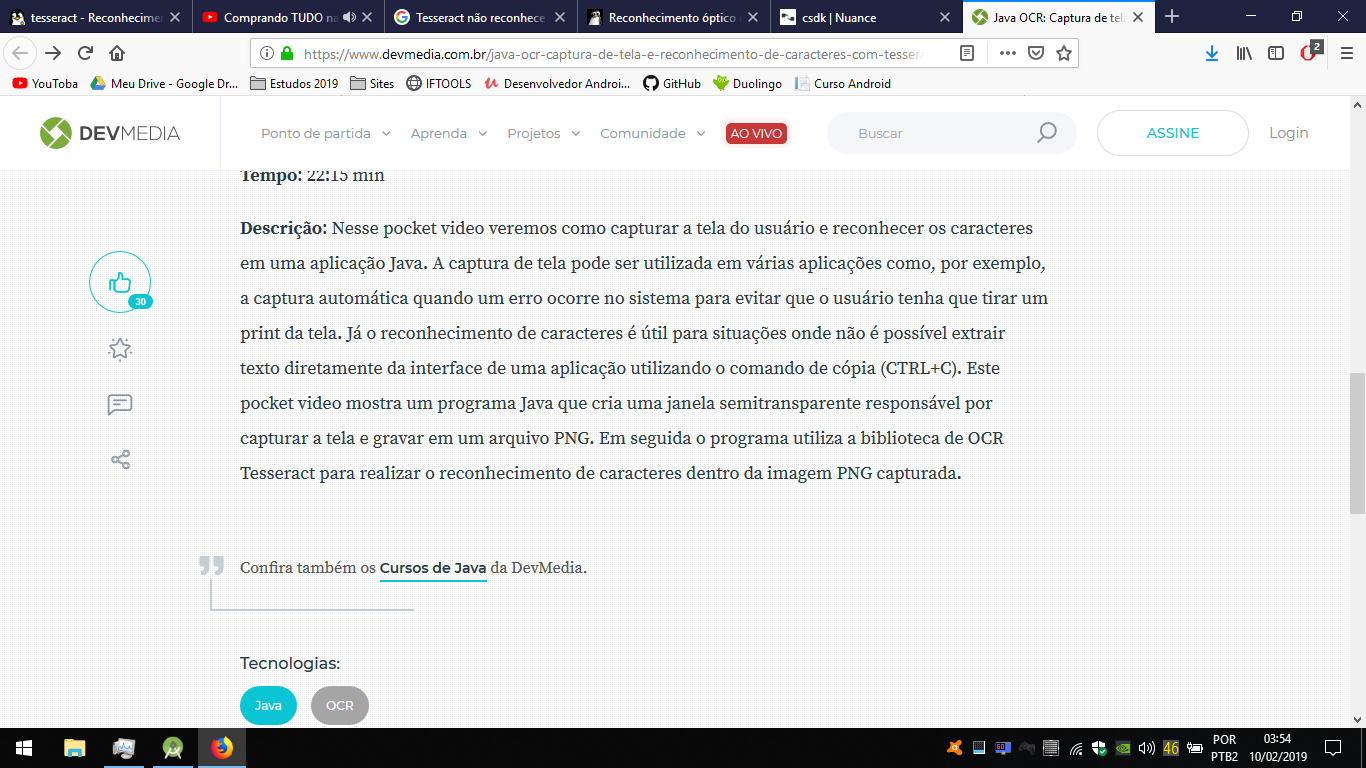 tesseract - Reconhecimen
Comprando TUDO na
Tesseract não reconhece
Reconhecimento óptico
csdk | Nuance
Java OCR: Captura de tela
https://www.devmedia.com.br/java-ocr-captura-de-tela-e-reconhecimento-de-caracteres-com-tessera
2
YouToba
Meu Drive - Google Dr...
Estudos 2019
Sites
IFTOOLS
Desenvolvedor Androi...
GitHub
Duolingo
Curso Android
DEVMEDIA
Ponto de partida
Aprenda
Projetos
Comunidade
AO VIVO
Buscar
ASSINE
Login
Tempo: 22:15 min
Descrição: Nesse pocket video veremos como capturar a tela do usuário e reconhecer os caracteres
em uma aplicação Java. A captura de tela pode ser utilizada em várias aplicações como, por exemplo,
a captura automática quando um erro ocorre no sistema para evitar que o usuário tenha que tirar um
print da tela. Já o reconhecimento de caracteres é útil para situações onde não é possível extrair
texto diretamente da interface de uma aplicação utilizando o comando de cópia (CTRL+C). Este
pocket video mostra um programa Java que cria uma janela semitransparente responsável por
capturar a tela e gravar em um arquivo PNG. Em seguida o programa utiliza a biblioteca de OCR
Tesseract para realizar o reconhecimento de caracteres dentro da imagem PNG capturada.
30
Confira também os Cursos de Java da DevMedia.
Tecnologias:
Java
OCR
46
POR
PTB2
03:54
10/02/2019